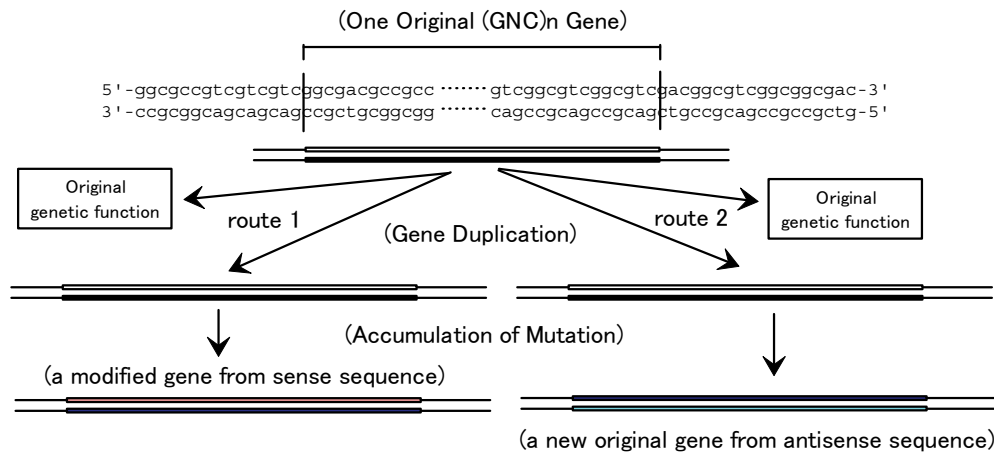 (One Original (GNC)n Gene)
5'-ggcgccgtcgtcgtcggcgacgccgcc ······· gtcggcgtcggcgtcgacggcgtcggcggcgac-3'
3'-ccgcggcagcagcagccgctgcggcgg ······· cagccgcagccgcagctgccgcagccgccgctg-5'
Original
genetic function
route 1
(Gene Duplication)
route 2
Original
genetic function
(Accumulation of Mutation)
(a modified gene from sense sequence)
(a new original gene from antisense sequence)